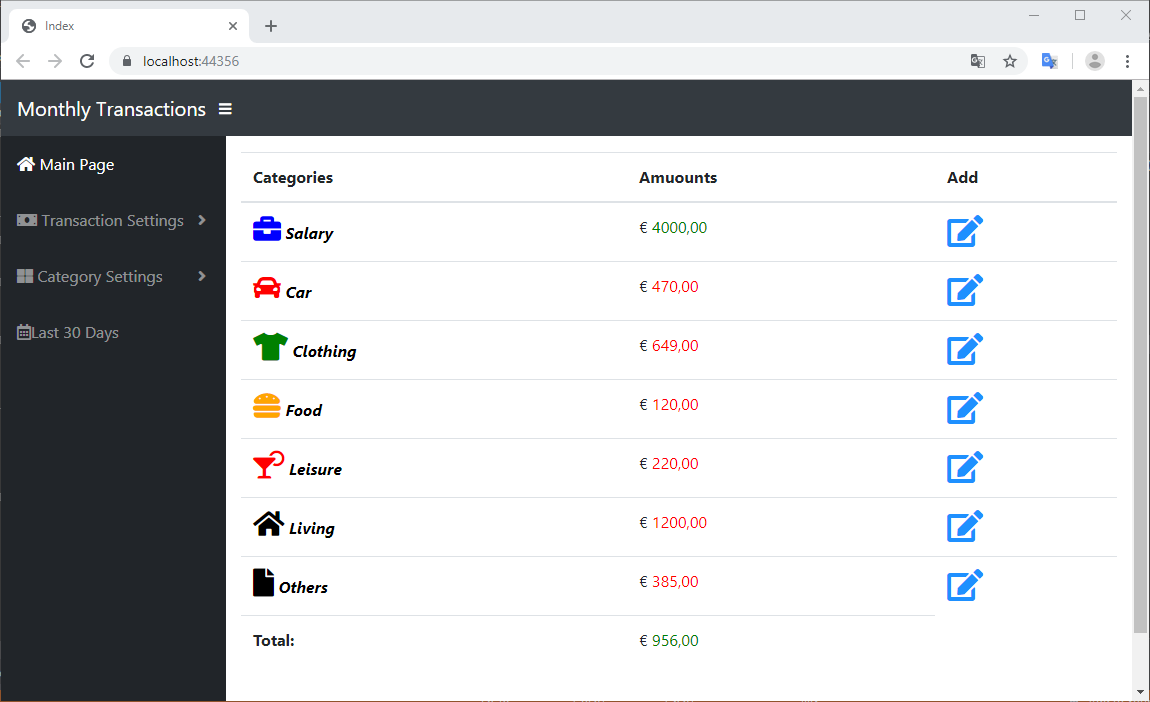 Index
localhost:44356
Monthly Transactions
Main Page
Transaction Settings
Category Settings
Last 30 Days
Categories Amuounts Add
Salary € 4000,00
Car € 470,00
Clothing € 649,00
Food € 120,00
Leisure € 220,00
Living € 1200,00
Others € 385,00
Total: € 956,00